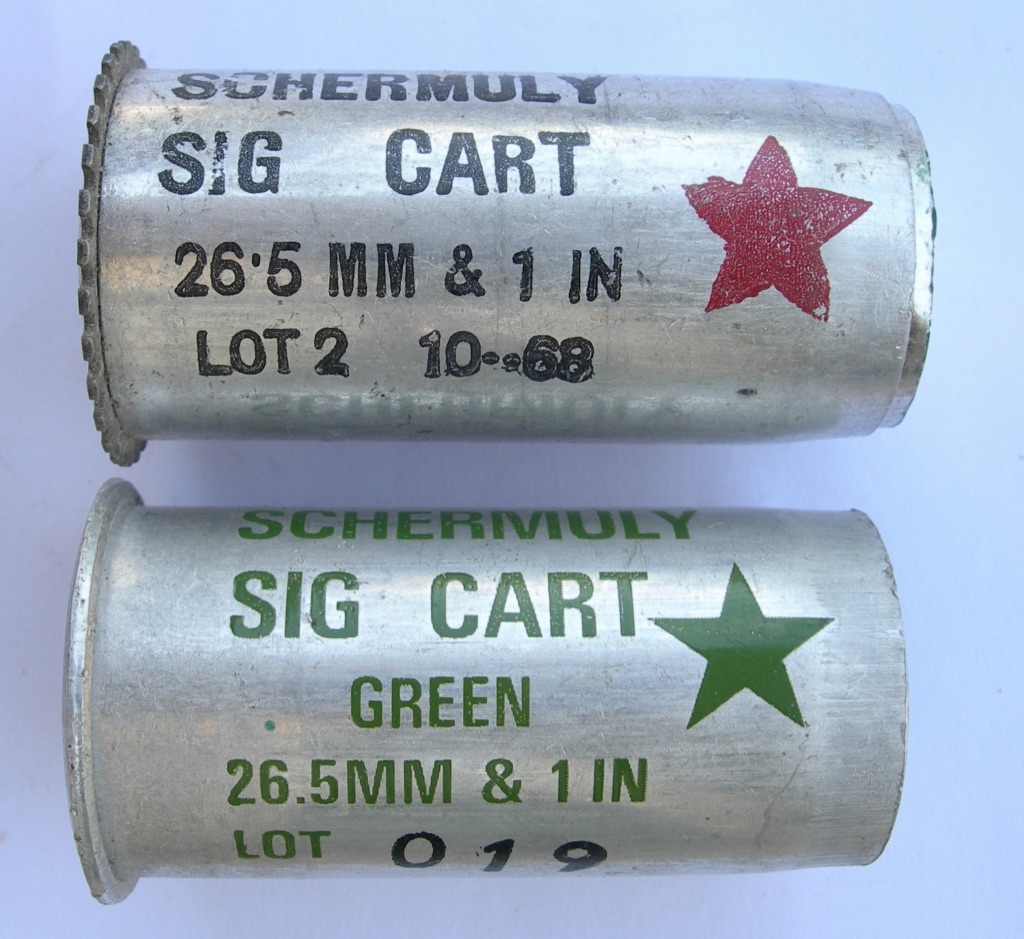 SCHERMULY
SIG CART
26·5 MM & 1 IN
LOT 2 10-68
SCHERMULY
SIG CART
GREEN
26.5MM & 1 IN
LOT 019